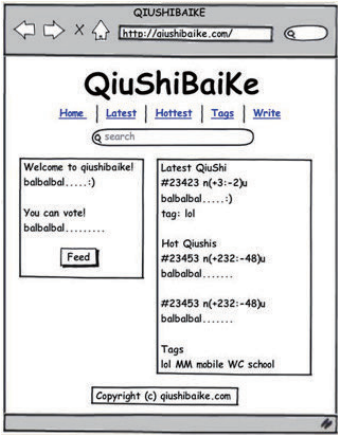 QIUSHIBAIKE
http://qiushibaike.com/
QiuShiBaiKe
Home Latest Hottest Tags Write
search
Welcome to qiushibaike!
balbalbal.....:)
You can vote!
balbalbal.........
Feed
Latest QiuShi
#23423 n(+3:-2)u
balbalbal.....:)
tag: lol
Hot Qiushis
#23453 n(+232:-48)u
balbalbal.......
#23453 n(+232:-48)u
balbalbal.......
Tags
lol MM mobile WC school
Copyright (c) qiushibaike.com